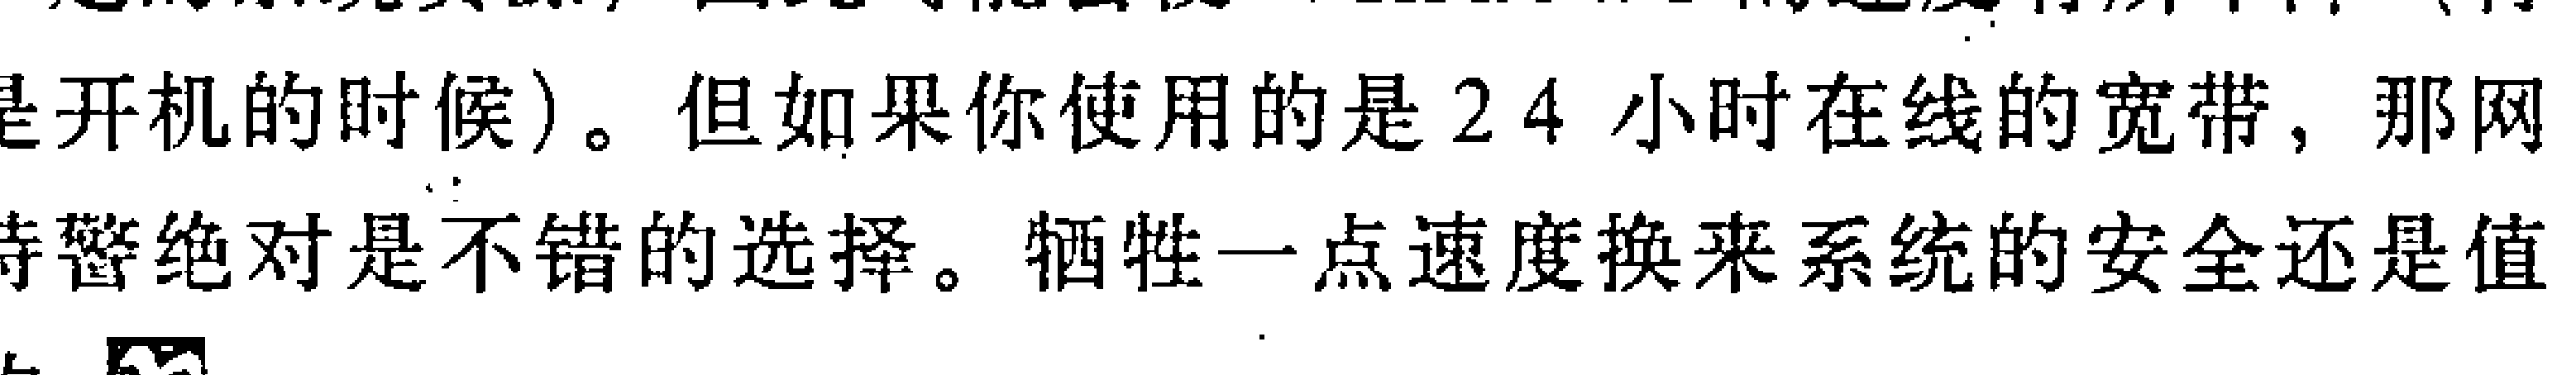 是开机的时候)。但如果你使用的是24 小时在线的宽带，那网
警绝对是不错的选择。牺牲一点速度换来系统的安全还是值